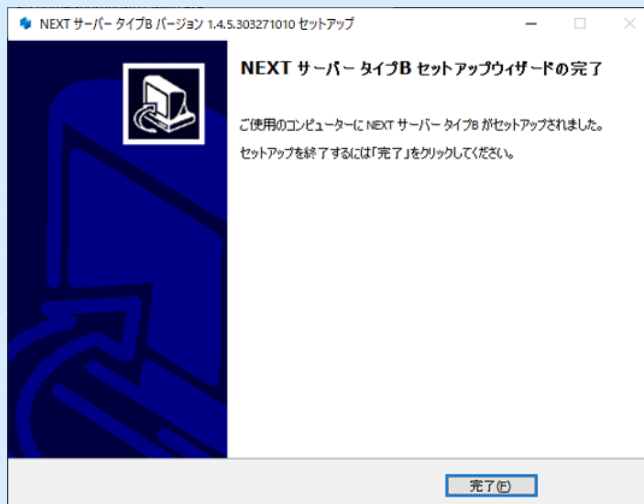 NEXT サーバー タイプB バージョン 1.4.5.303271010 セットアップ
NEXT サーバー タイプB セットアップウィザードの完了
ご使用のコンピューターに NEXT サーバー タイプB がセットアップされました。
セットアップを終了するには「完了」をクリックしてください。
完了(F)